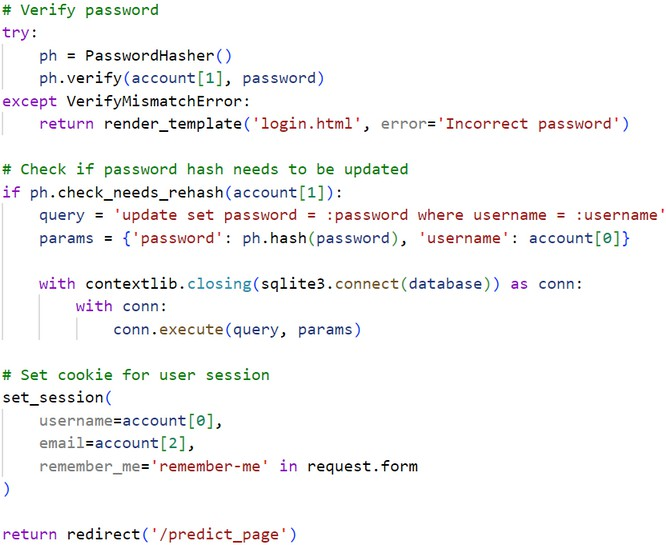 # Verify password
try:
    ph = PasswordHasher()
    ph.verify(account[1], password)
except VerifyMismatchError:
    return render_template('login.html', error='Incorrect password')

# Check if password hash needs to be updated
if ph.check_needs_rehash(account[1]):
    query = 'update set password = :password where username = :username'
    params = {'password': ph.hash(password), 'username': account[0]}

    with contextlib.closing(sqlite3.connect(database)) as conn:
        with conn:
            conn.execute(query, params)

# Set cookie for user session
set_session(
    username=account[0],
    email=account[2],
    remember_me='remember-me' in request.form
)

return redirect('/predict_page')